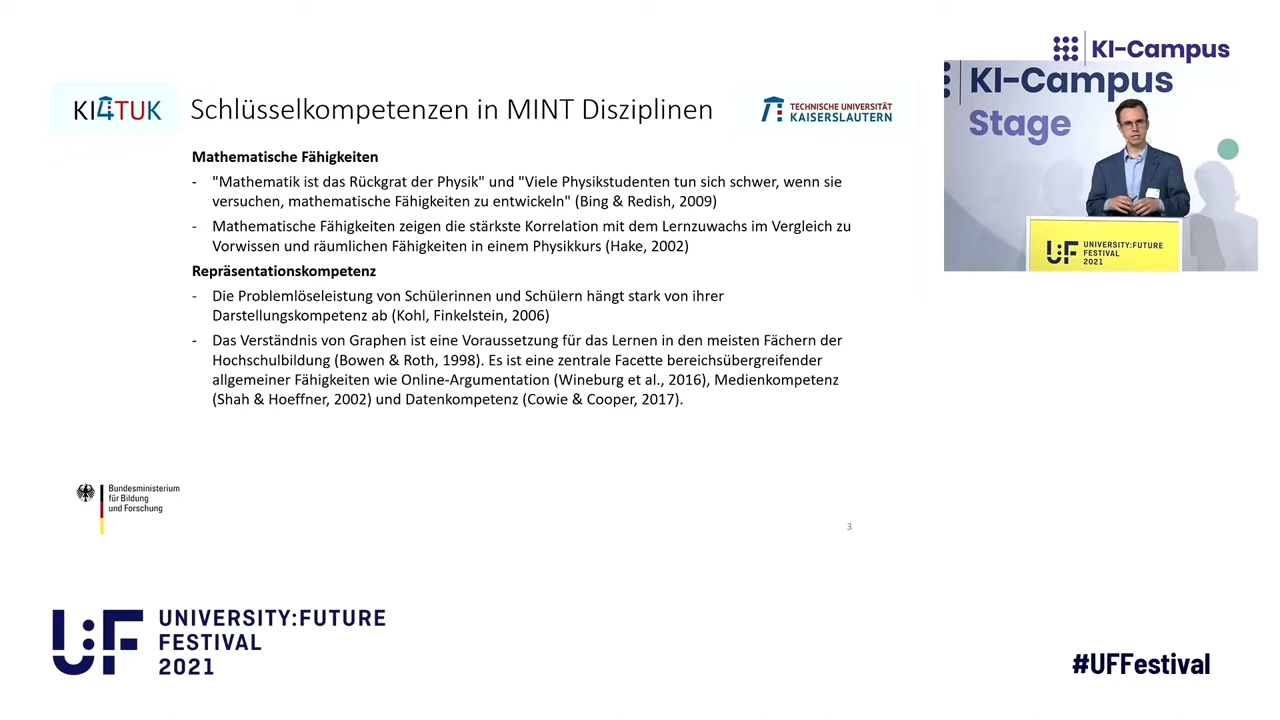 KI-Campus
KI4TUK
Schlüsselkompetenzen in MINT Disziplinen
TECHNISCHE UNIVERSITÄT
KAISERSLAUTERN
Mathematische Fähigkeiten
- "Mathematik ist das Rückgrat der Physik" und "Viele Physikstudenten tun sich schwer, wenn sie
versuchen, mathematische Fähigkeiten zu entwickeln" (Bing & Redish, 2009)
- Mathematische Fähigkeiten zeigen die stärkste Korrelation mit dem Lernzuwachs im Vergleich zu
Vorwissen und räumlichen Fähigkeiten in einem Physikkurs (Hake, 2002)
Repräsentationskompetenz
- Die Problemlöseleistung von Schülerinnen und Schülern hängt stark von ihrer
Darstellungskompetenz ab (Kohl, Finkelstein, 2006)
- Das Verständnis von Graphen ist eine Voraussetzung für das Lernen in den meisten Fächern der
Hochschulbildung (Bowen & Roth, 1998). Es ist eine zentrale Facette bereichsübergreifender
allgemeiner Fähigkeiten wie Online-Argumentation (Wineburg et al., 2016), Medienkompetenz
(Shah & Hoeffner, 2002) und Datenkompetenz (Cowie & Cooper, 2017).
Bundesministerium
für Bildung
und Forschung
3
KI-Campus
Stage
U:F
UNIVERSITY:FUTURE
FESTIVAL
2021
U:F
UNIVERSITY:FUTURE
FESTIVAL
2021
#UFFestival